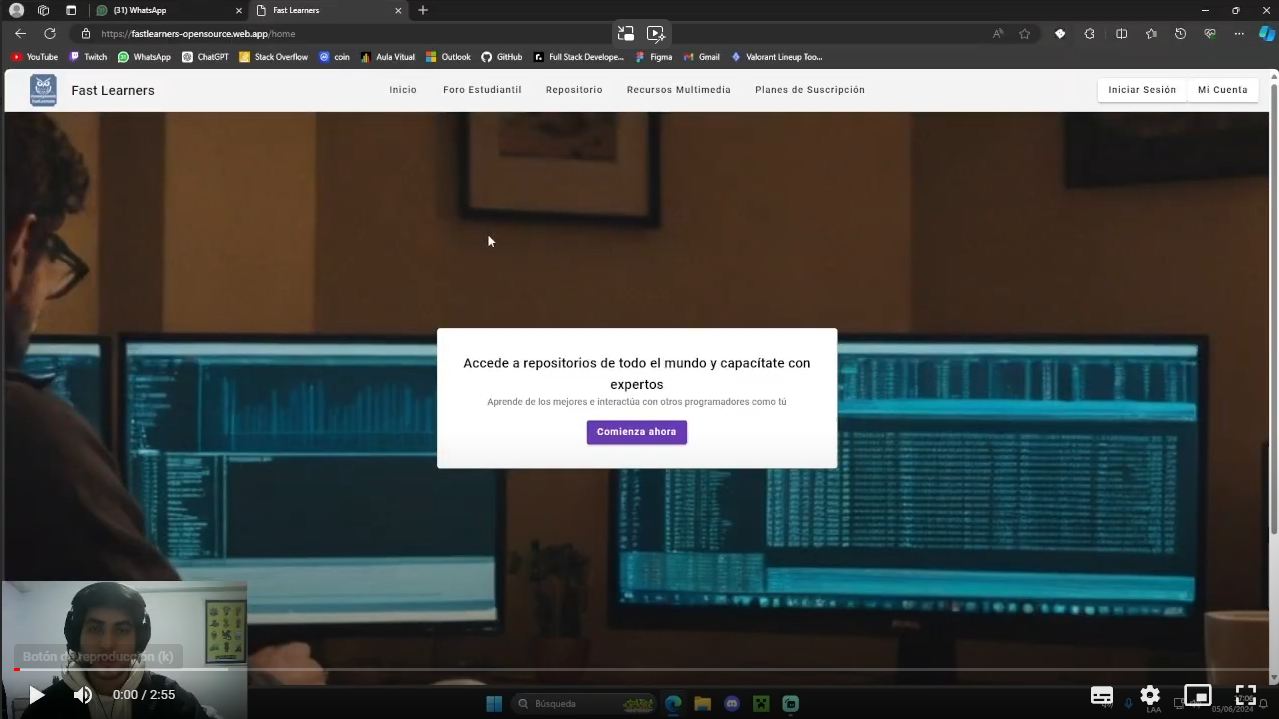 (31) WhatsApp
Fast Learners
https://fastlearners-opensource.web.app/home
YouTube Twitch WhatsApp ChatGPT Stack Overflow coin Aula Vitual Outlook GitHub Full Stack Develope... Figma Gmail Valorant Lineup Too...
Fast Learners
Inicio Foro Estudiantil Repositorio Recursos Multimedia Planes de Suscripción
Iniciar Sesión Mi Cuenta
Accede a repositorios de todo el mundo y capacítate con
expertos
Aprende de los mejores e interactúa con otros programadores como tú
Comienza ahora
Botón de reproducción (k)
0:00 / 2:55
Búsqueda
LAA
05/06/2024